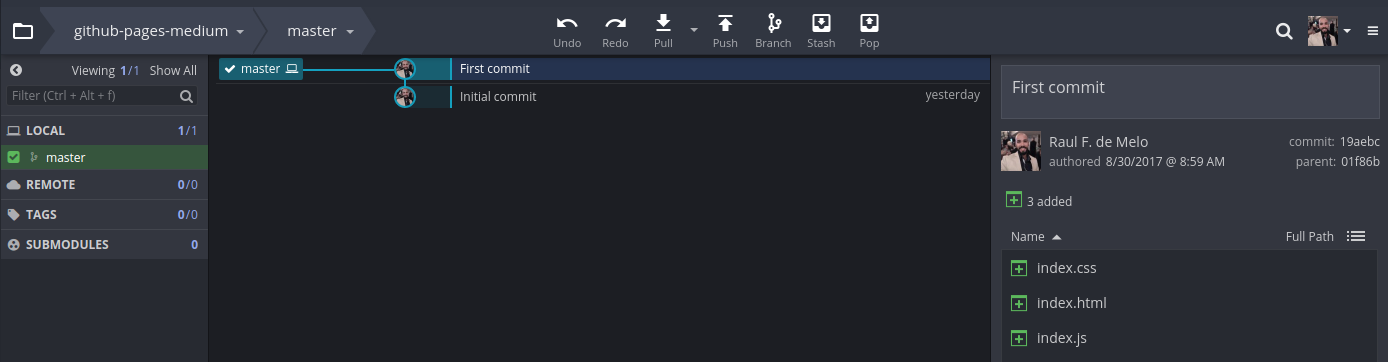 github-pages-medium master
Undo Redo Pull Push Branch Stash Pop
Viewing 1/1 Show All
Filter (Ctrl + Alt + f)
LOCAL 1/1
master
REMOTE 0/0
TAGS 0/0
SUBMODULES 0
master First commit
Initial commit yesterday
First commit
Raul F. de Melo commit: 19aebc
authored 8/30/2017 @ 8:59 AM parent: 01f86b
3 added
Name Full Path
index.css
index.html
index.js